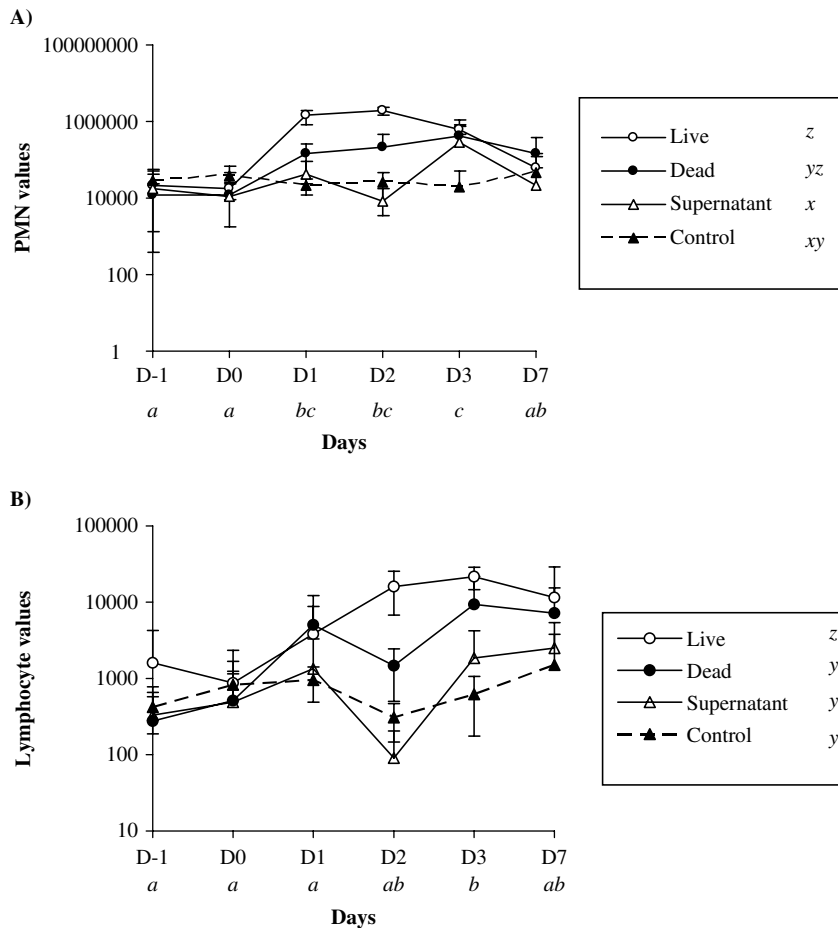 A)
100000000
1000000
10000
100
1
PMN values
D-1 D0 D1 D2 D3 D7
a a bc bc c ab
Days
Live z
Dead yz
Supernatant x
Control xy
B)
100000
10000
1000
100
10
Lymphocyte values
D-1 D0 D1 D2 D3 D7
a a a ab b ab
Days
Live z
Dead y
Supernatant y
Control y